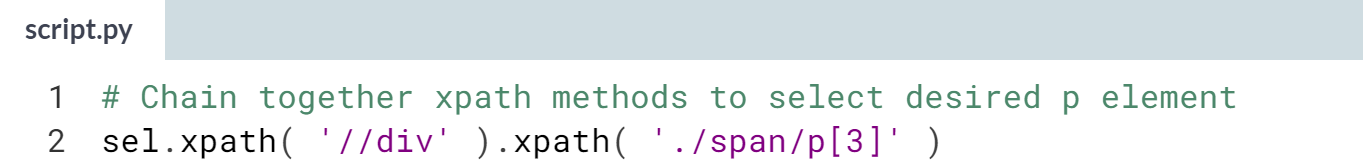 script.py
1 # Chain together xpath methods to select desired p element
2 sel.xpath( '//div' ).xpath( './span/p[3]' )